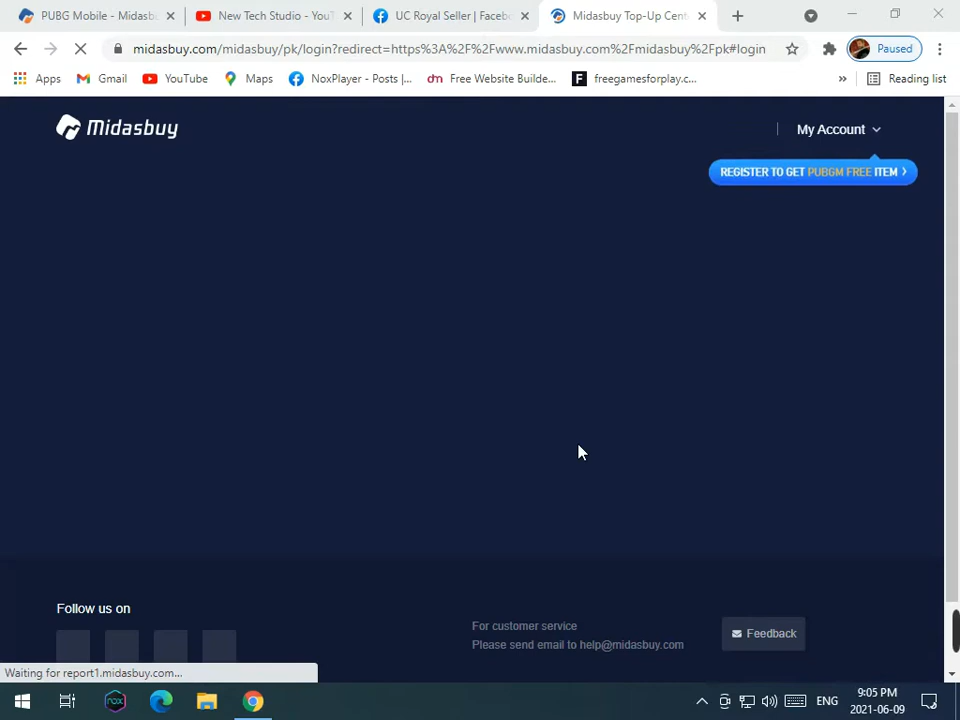 PUBG Mobile - Midasbu
New Tech Studio - YouT
UC Royal Seller | Facebo
Midasbuy Top-Up Cent
midasbuy.com/midasbuy/pk/login?redirect=https%3A%2F%2Fwww.midasbuy.com%2Fmidasbuy%2Fpk#login
Paused
Apps
Gmail
YouTube
Maps
NoxPlayer - Posts |...
dm Free Website Builde...
F freegamesforplay.c...
»
Reading list
Midasbuy
My Account
REGISTER TO GET PUBGM FREE ITEM >
Follow us on
For customer service
Please send email to help@midasbuy.com
Feedback
Waiting for report1.midasbuy.com...
nox
ENG
9:05 PM
2021-06-09